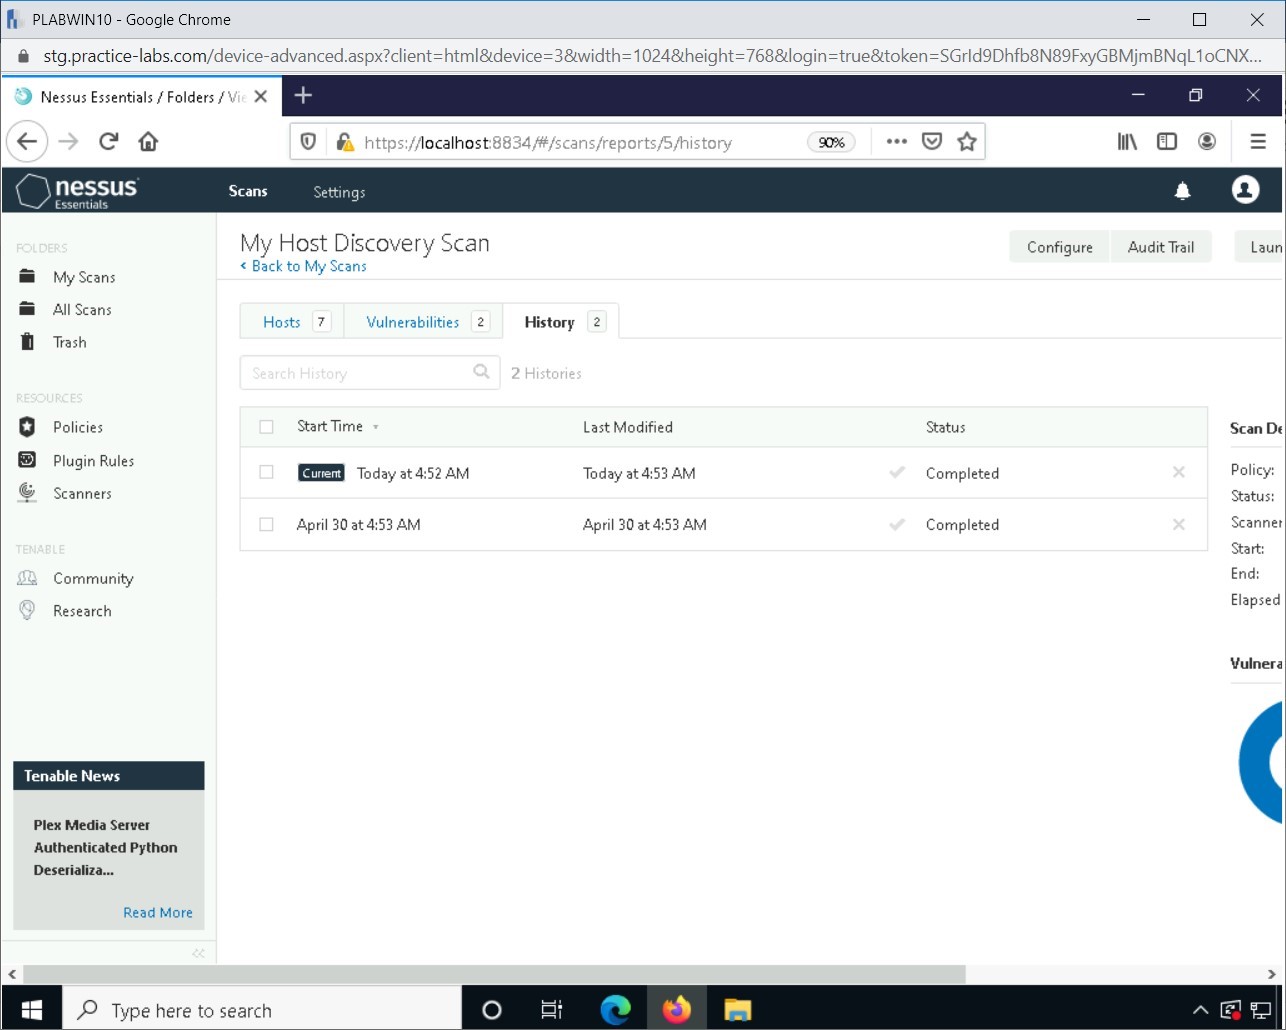 PLABWIN10 - Google Chrome
stg.practice-labs.com/device-advanced.aspx?client=html&device=3&width=1024&height=768&login=true&token=SGrId9Dhfb8N89FxyGBMjmBNqL1oCNX...
Nessus Essentials / Folders / Vie
https://localhost:8834/#/scans/reports/5/history
90%
nessus
Essentials
Scans
Settings
FOLDERS
My Scans
All Scans
Trash
RESOURCES
Policies
Plugin Rules
Scanners
TENABLE
Community
Research
Tenable News
Plex Media Server
Authenticated Python
Deserializa...
Read More
My Host Discovery Scan
Back to My Scans
Configure
Audit Trail
Laun
Hosts 7
Vulnerabilities 2
History 2
Search History
2 Histories
Start Time Last Modified Status
Current Today at 4:52 AM Today at 4:53 AM Completed
April 30 at 4:53 AM April 30 at 4:53 AM Completed
Scan De
Policy:
Status:
Scanner
Start:
End:
Elapsed
Vulnera
Type here to search